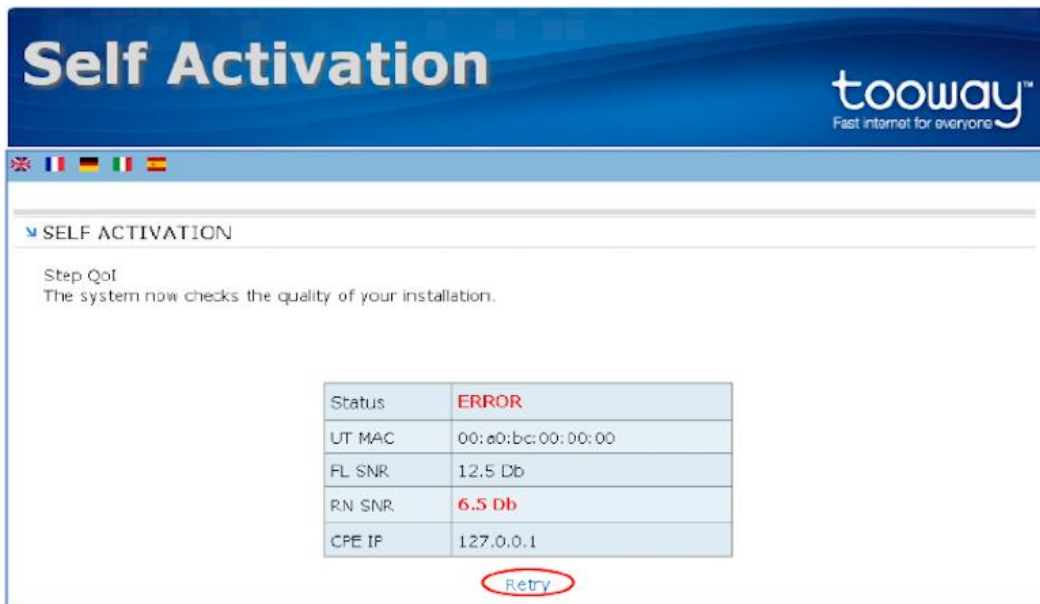 Self Activation
tooway™
Fast internet for everyone
SELF ACTIVATION
Step QoI
The system now checks the quality of your installation.
Status ERROR
UT MAC 00:a0:bc:00:00:00
FL SNR 12.5 Db
RN SNR 6.5 Db
CPE IP 127.0.0.1
Retry